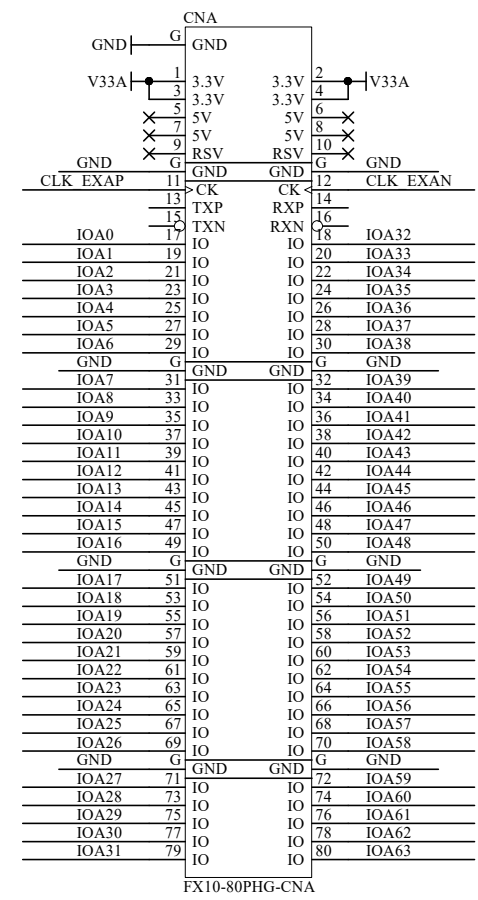 CNA
GND G GND
V33A 1 3.3V 3.3V 2 V33A
3 3.3V 3.3V 4
5 5V 5V 6
7 5V 5V 8
9 RSV RSV 10
GND G GND GND G GND
CLK_EXAP 11 CK CK 12 CLK_EXAN
13 TXP RXP 14
15 TXN RXN 16
IOA0 17 IO IO 18 IOA32
IOA1 19 IO IO 20 IOA33
IOA2 21 IO IO 22 IOA34
IOA3 23 IO IO 24 IOA35
IOA4 25 IO IO 26 IOA36
IOA5 27 IO IO 28 IOA37
IOA6 29 IO IO 30 IOA38
GND G GND GND G GND
IOA7 31 IO IO 32 IOA39
IOA8 33 IO IO 34 IOA40
IOA9 35 IO IO 36 IOA41
IOA10 37 IO IO 38 IOA42
IOA11 39 IO IO 40 IOA43
IOA12 41 IO IO 42 IOA44
IOA13 43 IO IO 44 IOA45
IOA14 45 IO IO 46 IOA46
IOA15 47 IO IO 48 IOA47
IOA16 49 IO IO 50 IOA48
GND G GND GND G GND
IOA17 51 IO IO 52 IOA49
IOA18 53 IO IO 54 IOA50
IOA19 55 IO IO 56 IOA51
IOA20 57 IO IO 58 IOA52
IOA21 59 IO IO 60 IOA53
IOA22 61 IO IO 62 IOA54
IOA23 63 IO IO 64 IOA55
IOA24 65 IO IO 66 IOA56
IOA25 67 IO IO 68 IOA57
IOA26 69 IO IO 70 IOA58
GND G GND GND G GND
IOA27 71 IO IO 72 IOA59
IOA28 73 IO IO 74 IOA60
IOA29 75 IO IO 76 IOA61
IOA30 77 IO IO 78 IOA62
IOA31 79 IO IO 80 IOA63
FX10-80PHG-CNA